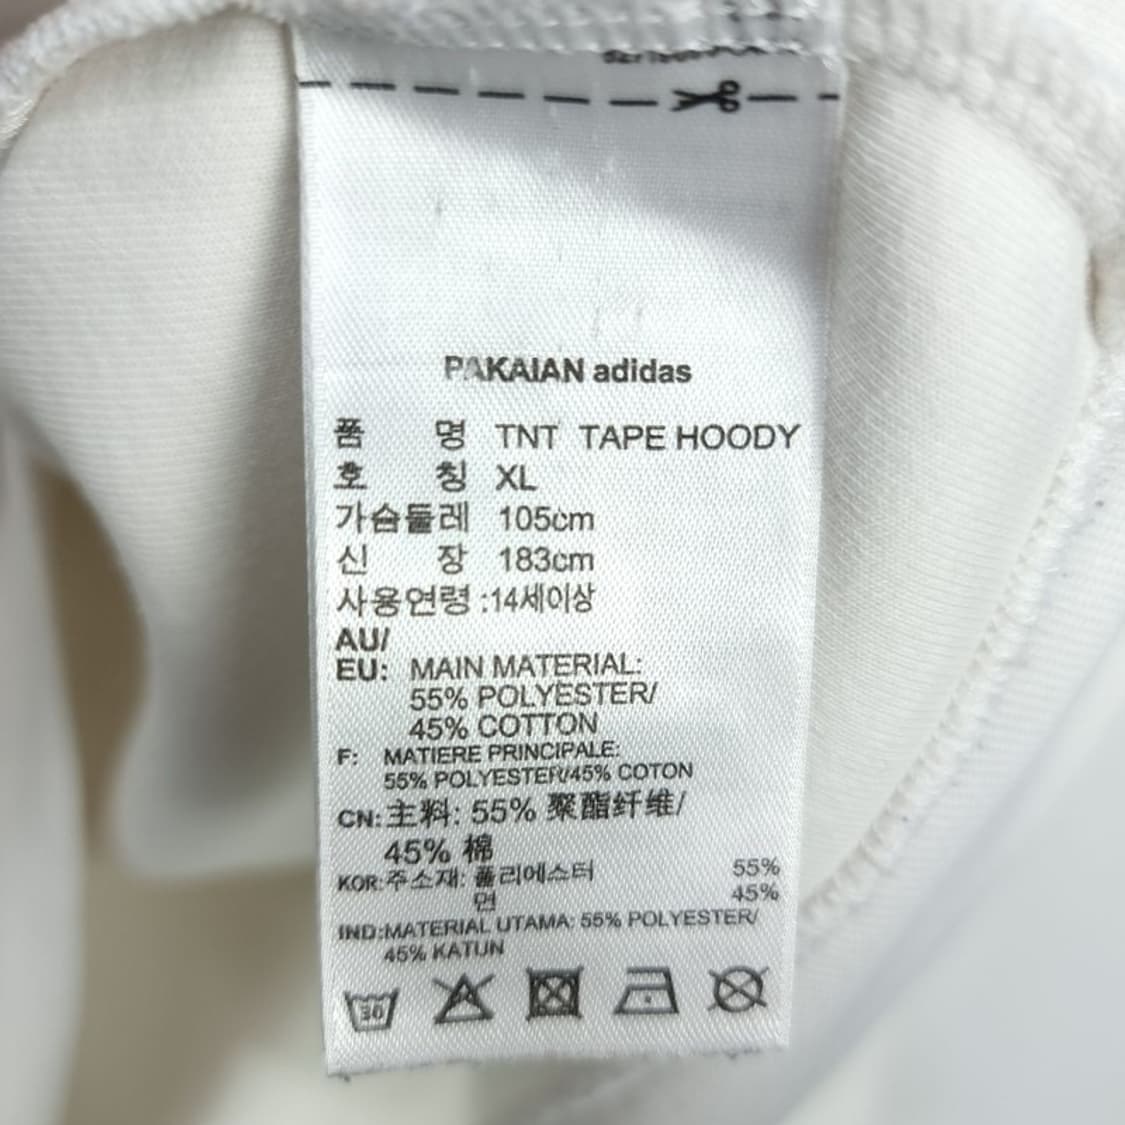 PAKAIAN adidas
품 명 TNT TAPE HOODY
호 칭 XL
가슴둘레 105cm
신 장 183cm
사용연령 :14세이상
AU/
EU: MAIN MATERIAL:
55% POLYESTER/
45% COTTON
F: MATIERE PRINCIPALE:
55% POLYESTER/45% COTON
CN: 主料: 55% 聚酯纤维/
45% 棉
KOR:주소재: 폴리에스터 55%
면 45%
IND:MATERIAL UTAMA: 55% POLYESTER/
45% KATUN
30